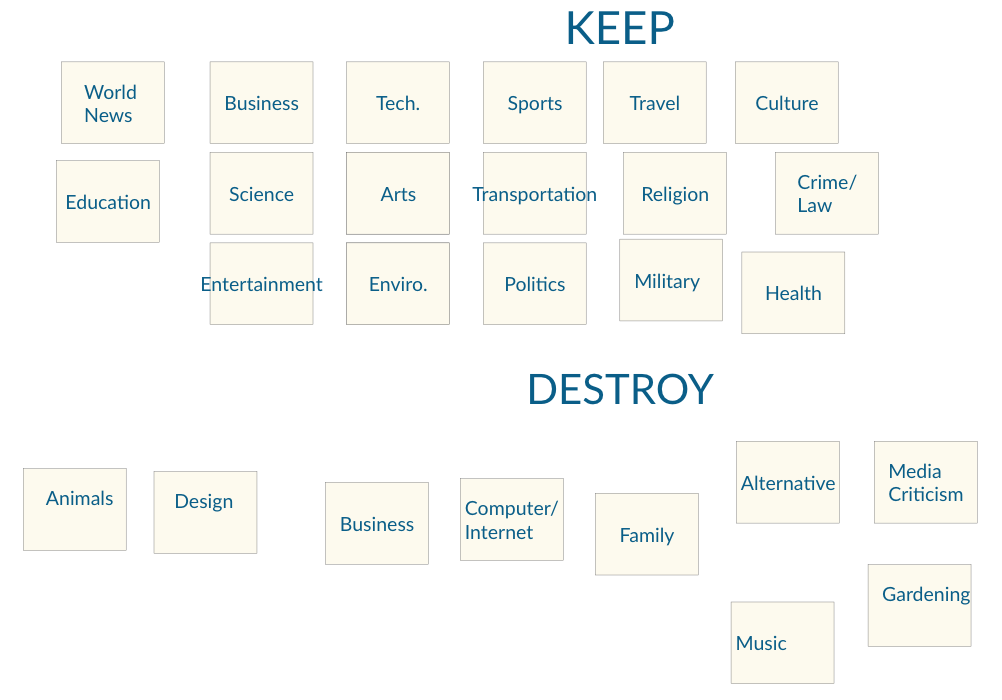 KEEP
World
News
Business
Tech.
Sports
Travel
Culture
Education
Science
Arts
Transportation
Religion
Crime/
Law
Entertainment
Enviro.
Politics
Military
Health
DESTROY
Animals
Design
Business
Computer/
Internet
Family
Alternative
Media
Criticism
Gardening
Music